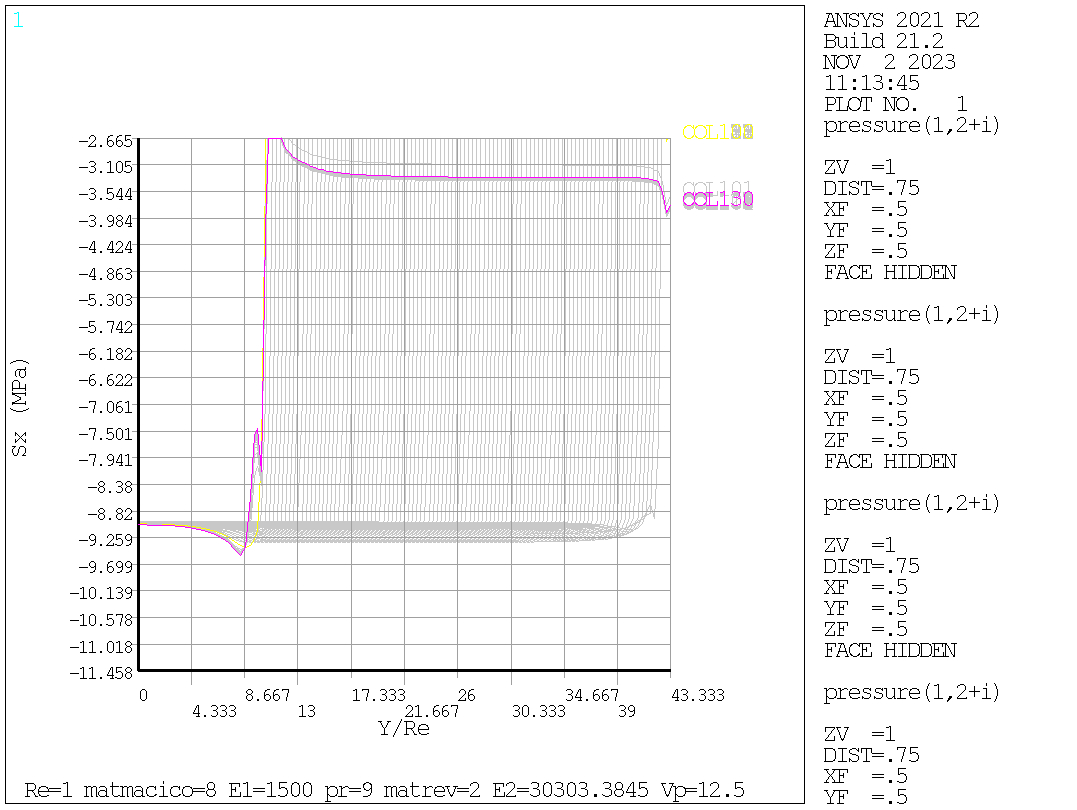 1
ANSYS 2021 R2
Build 21.2
NOV 2 2023
11:13:45
PLOT NO. 1
pressure(1,2+i)
ZV =1
DIST=.75
XF =.5
YF =.5
ZF =.5
FACE HIDDEN
pressure(1,2+i)
ZV =1
DIST=.75
XF =.5
YF =.5
ZF =.5
FACE HIDDEN
pressure(1,2+i)
ZV =1
DIST=.75
XF =.5
YF =.5
ZF =.5
FACE HIDDEN
pressure(1,2+i)
ZV =1
DIST=.75
XF =.5
YF =.5
-2.665
-3.105
-3.544
-3.984
-4.424
-4.863
-5.303
-5.742
-6.182
-6.622
-7.061
-7.501
-7.941
-8.38
-8.82
-9.259
-9.699
-10.139
-10.578
-11.018
-11.458
Sx (MPa)
0
4.333
8.667
13
17.333
21.667
26
30.333
34.667
39
43.333
Y/Re
COL101
COL130
Re=1 matmacico=8 E1=1500 pr=9 matrev=2 E2=30303.3845 Vp=12.5